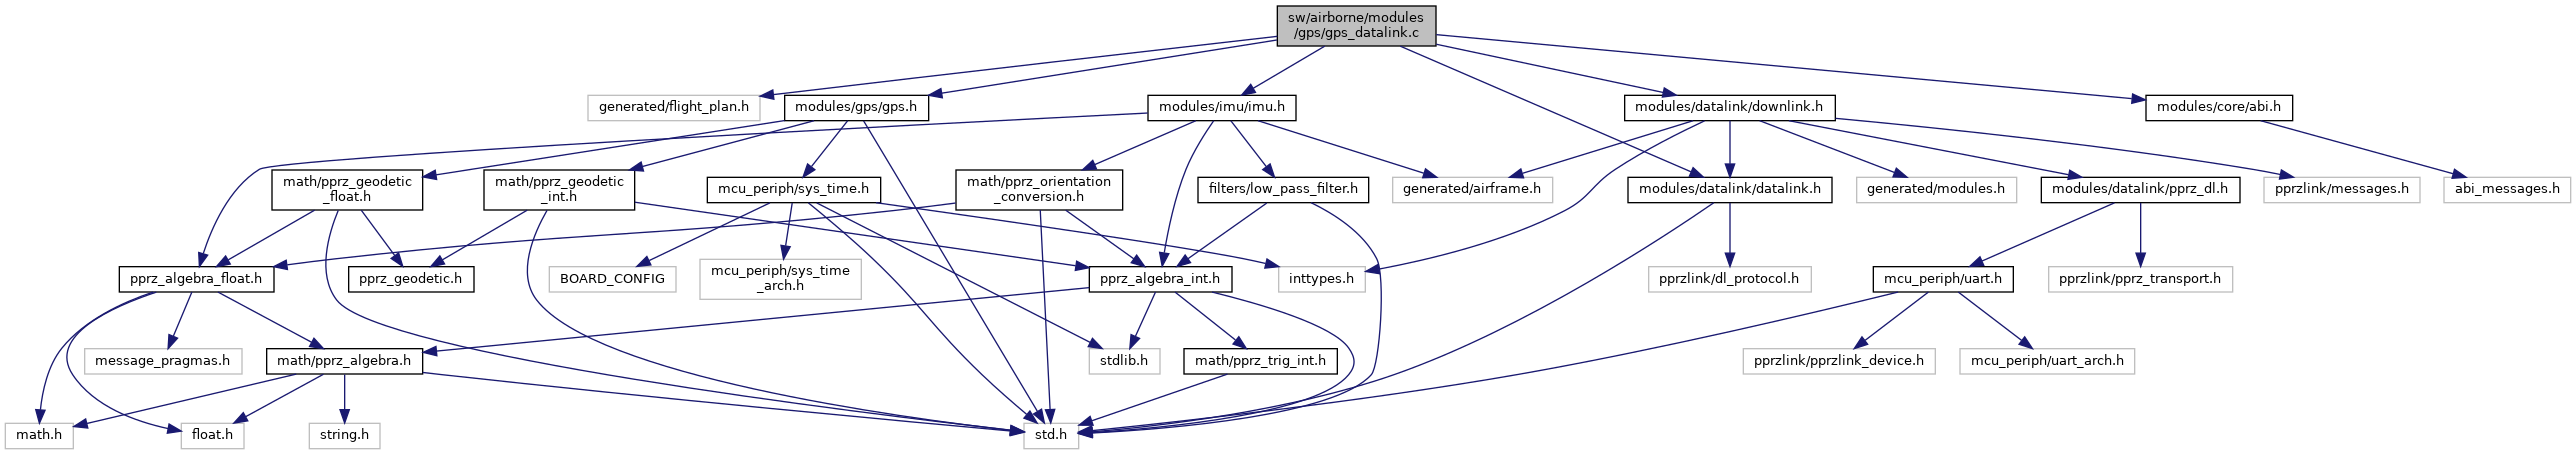 sw/airborne/modules
/gps/gps_datalink.c
generated/flight_plan.h
modules/gps/gps.h
modules/imu/imu.h
modules/datalink/downlink.h
modules/core/abi.h
math/pprz_geodetic
_float.h
math/pprz_geodetic
_int.h
mcu_periph/sys_time.h
math/pprz_orientation
_conversion.h
filters/low_pass_filter.h
generated/airframe.h
modules/datalink/datalink.h
generated/modules.h
modules/datalink/pprz_dl.h
pprzlink/messages.h
abi_messages.h
pprz_algebra_float.h
pprz_geodetic.h
BOARD_CONFIG
mcu_periph/sys_time
_arch.h
pprz_algebra_int.h
inttypes.h
pprzlink/dl_protocol.h
mcu_periph/uart.h
pprzlink/pprz_transport.h
message_pragmas.h
math/pprz_algebra.h
stdlib.h
math/pprz_trig_int.h
pprzlink/pprzlink_device.h
mcu_periph/uart_arch.h
math.h
float.h
string.h
std.h